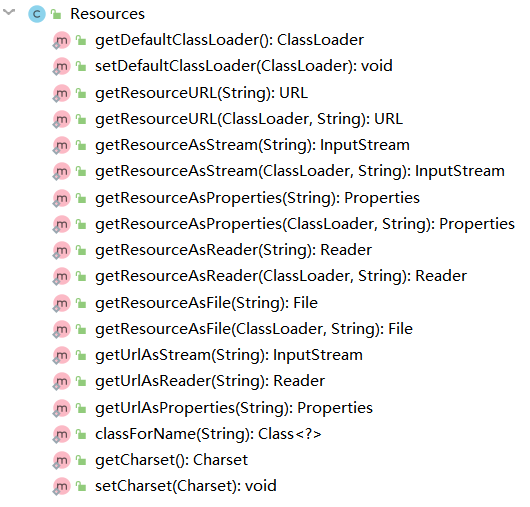 Resources
getDefaultClassLoader(): ClassLoader
setDefaultClassLoader(ClassLoader): void
getResourceURL(String): URL
getResourceURL(ClassLoader, String): URL
getResourceAsStream(String): InputStream
getResourceAsStream(ClassLoader, String): InputStream
getResourceAsProperties(String): Properties
getResourceAsProperties(ClassLoader, String): Properties
getResourceAsReader(String): Reader
getResourceAsReader(ClassLoader, String): Reader
getResourceAsFile(String): File
getResourceAsFile(ClassLoader, String): File
getUrlAsStream(String): InputStream
getUrlAsReader(String): Reader
getUrlAsProperties(String): Properties
classForName(String): Class<?>
getCharset(): Charset
setCharset(Charset): void